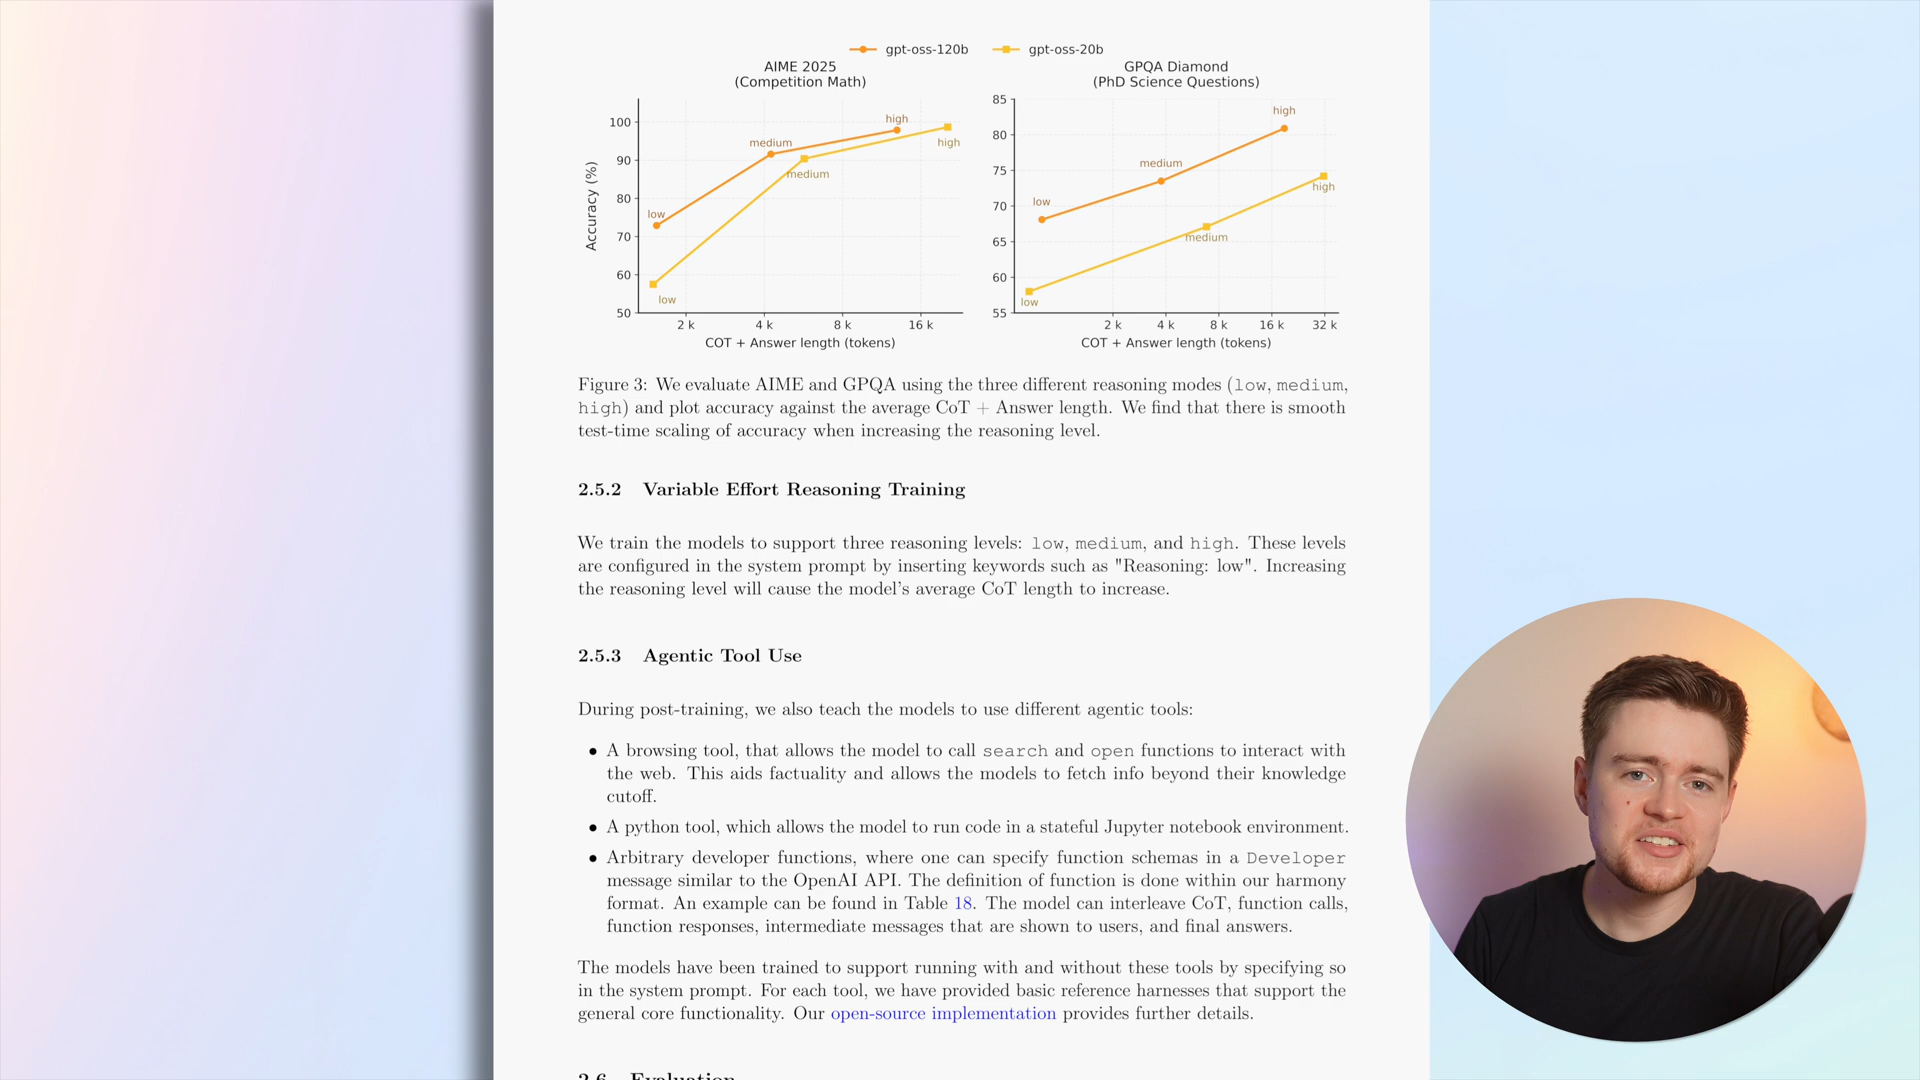 gpt-oss-120b gpt-oss-20b
AIME 2025
(Competition Math)
Accuracy (%)
100
90
80
70
60
50
low
medium
high
low
medium
high
2 k 4 k 8 k 16 k
COT + Answer length (tokens)
GPQA Diamond
(PhD Science Questions)
85
80
75
70
65
60
55
low
medium
high
low
medium
high
2 k 4 k 8 k 16 k 32 k
COT + Answer length (tokens)
Figure 3: We evaluate AIME and GPQA using the three different reasoning modes (low, medium,
high) and plot accuracy against the average CoT + Answer length. We find that there is smooth
test-time scaling of accuracy when increasing the reasoning level.
2.5.2 Variable Effort Reasoning Training
We train the models to support three reasoning levels: low, medium, and high. These levels
are configured in the system prompt by inserting keywords such as "Reasoning: low". Increasing
the reasoning level will cause the model's average CoT length to increase.
2.5.3 Agentic Tool Use
During post-training, we also teach the models to use different agentic tools:
• A browsing tool, that allows the model to call search and open functions to interact with
the web. This aids factuality and allows the models to fetch info beyond their knowledge
cutoff.
• A python tool, which allows the model to run code in a stateful Jupyter notebook environment.
• Arbitrary developer functions, where one can specify function schemas in a Developer
message similar to the OpenAI API. The definition of function is done within our harmony
format. An example can be found in Table 18. The model can interleave CoT, function calls,
function responses, intermediate messages that are shown to users, and final answers.
The models have been trained to support running with and without these tools by specifying so
in the system prompt. For each tool, we have provided basic reference harnesses that support the
general core functionality. Our open-source implementation provides further details.
2.6 Evaluation